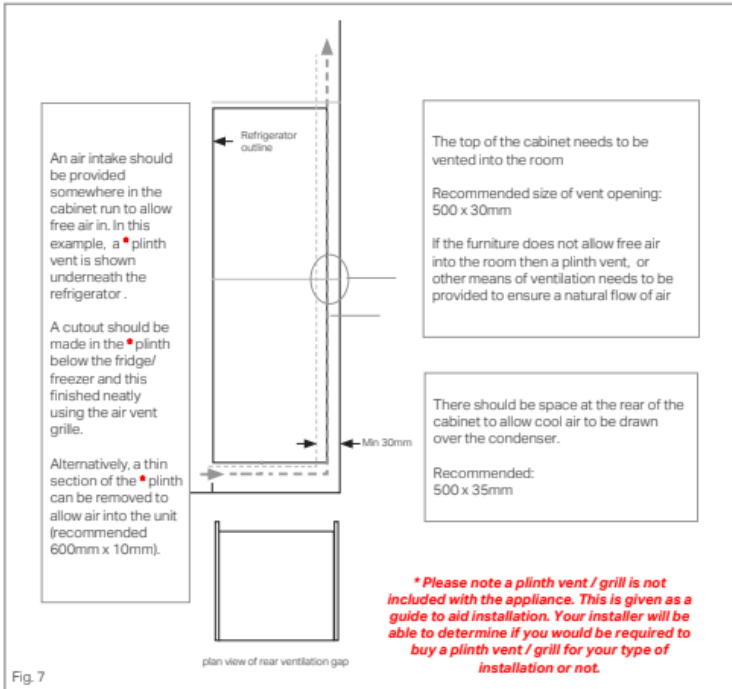 An air intake should
be provided
somewhere in the
cabinet run to allow
free air in. In this
example, a * plinth
vent is shown
underneath the
refrigerator .
A cutout should be
made in the * plinth
below the fridge/
freezer and this
finished neatly
using the air vent
grille.
Alternatively, a thin
section of the * plinth
can be removed to
allow air into the unit
(recommended
600mm x 10mm).
Refrigerator
outline
Min 30mm
plan view of rear ventilation gap
The top of the cabinet needs to be
vented into the room
Recommended size of vent opening:
500 x 30mm
If the furniture does not allow free air
into the room then a plinth vent, or
other means of ventilation needs to be
provided to ensure a natural flow of air
There should be space at the rear of the
cabinet to allow cool air to be drawn
over the condenser.
Recommended:
500 x 35mm
* Please note a plinth vent / grill is not
included with the appliance. This is given as a
guide to aid installation. Your installer will be
able to determine if you would be required to
buy a plinth vent / grill for your type of
installation or not.
Fig. 7